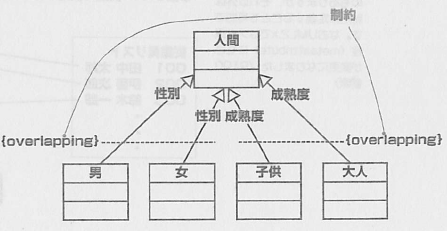 制約
人間
性別
成熟度
性別 成熟度
{overlapping}
{overlapping}
男
女
子供
大人